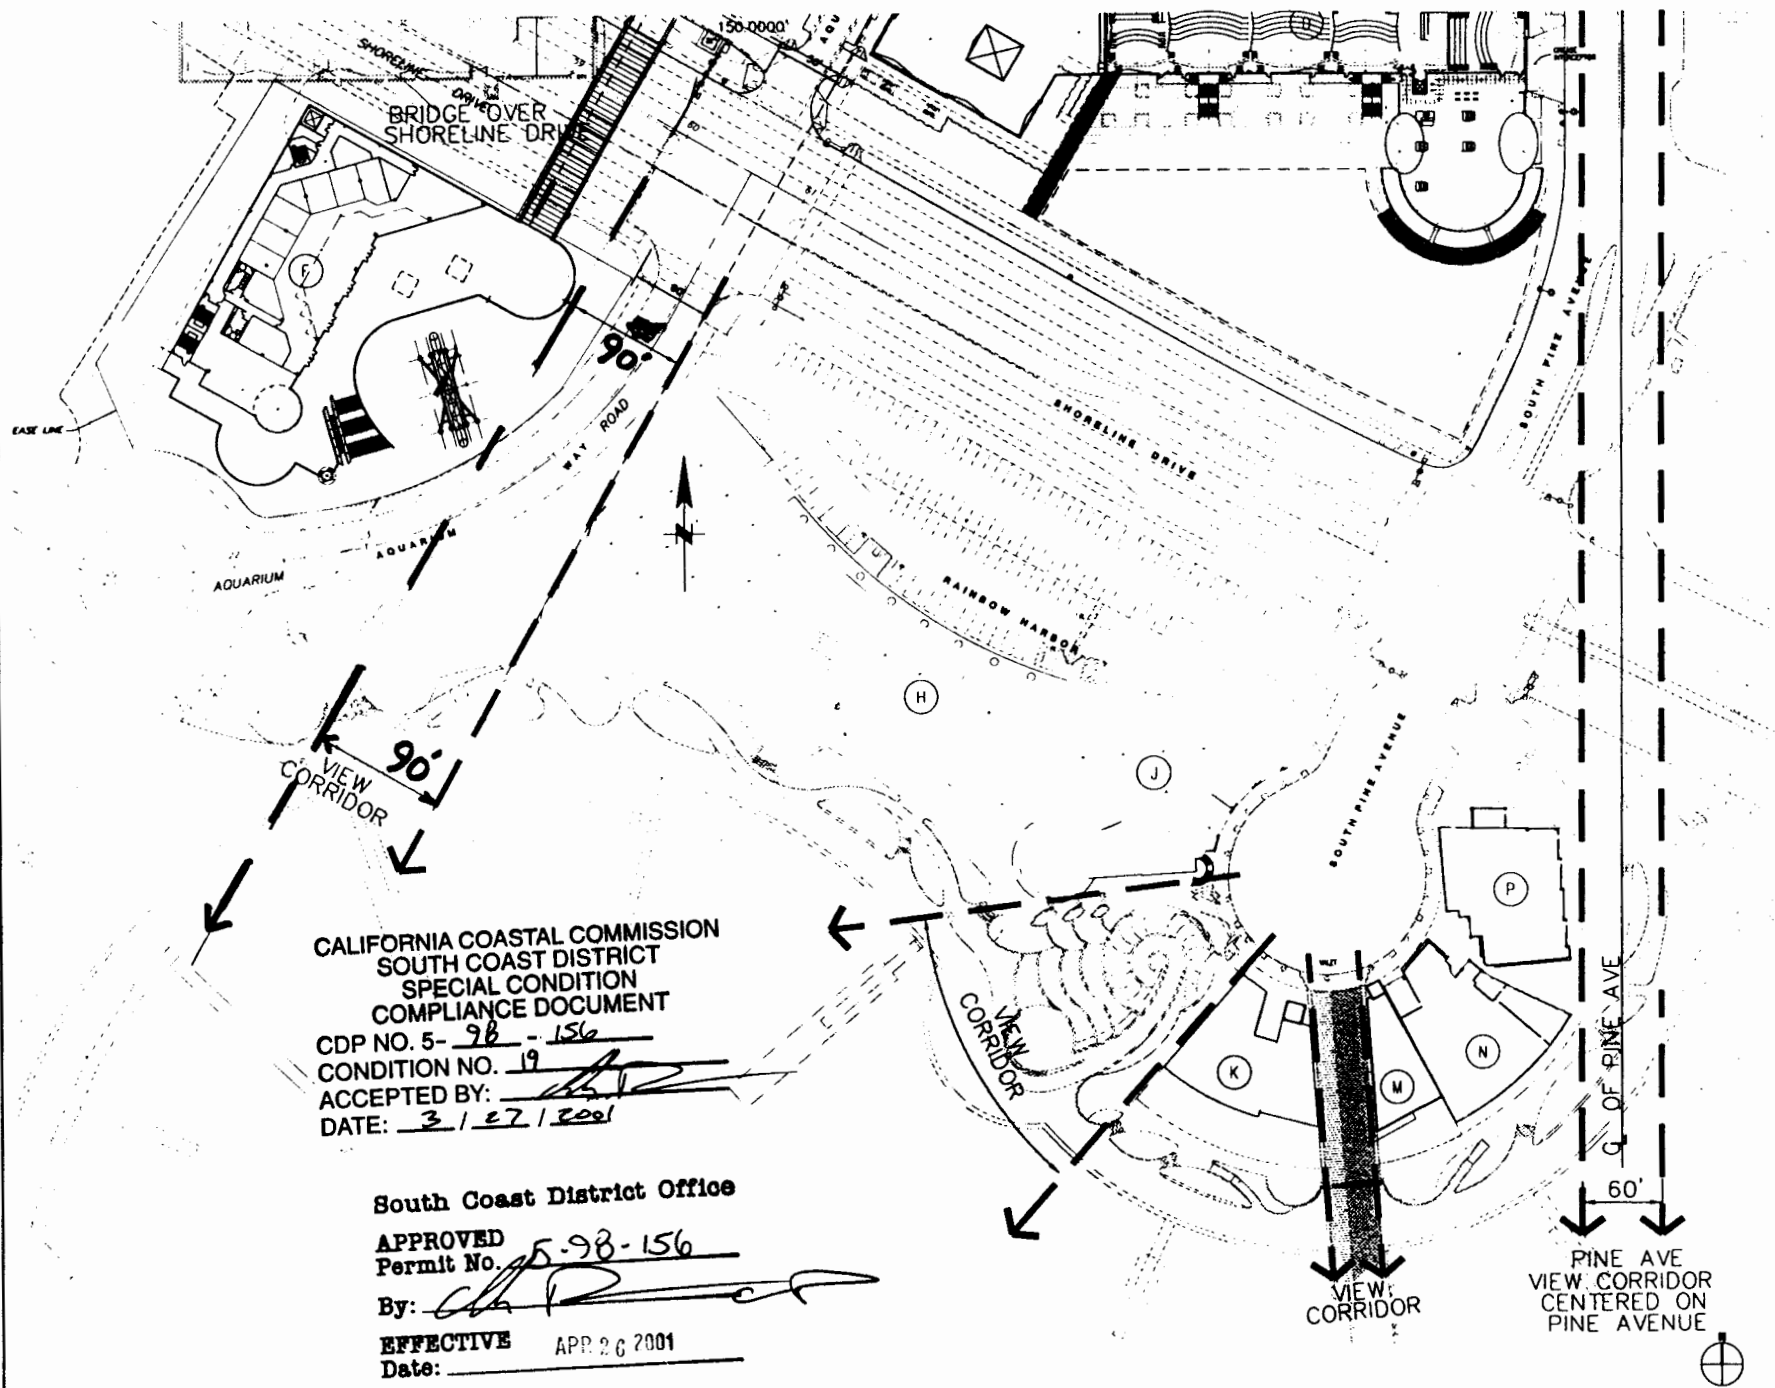 150.0000'
SHORELINE
DRIVE
BRIDGE OVER
SHORELINE DRIVE
D
F
SOUTH PINE AVENUE
90'
SHORELINE DRIVE
EASE LINE
WAY ROAD
AQUARIUM
AQUARIUM
N
RAINBOW HARBOR
H
90'
VIEW
CORRIDOR
J
SOUTH PINE AVENUE
P
CALIFORNIA COASTAL COMMISSION
SOUTH COAST DISTRICT
SPECIAL CONDITION
COMPLIANCE DOCUMENT
CDP NO. 5- 98 - 156
CONDITION NO. 19
ACCEPTED BY:
DATE: 3 / 27 / 2001
VIEW
CORRIDOR
VALET
K
M
N
CL OF PINE AVE
60'
South Coast District Office
APPROVED
Permit No. 5-98-156
By:
EFFECTIVE APR 26 2001
Date:
VIEW
CORRIDOR
PINE AVE
VIEW CORRIDOR
CENTERED ON
PINE AVENUE